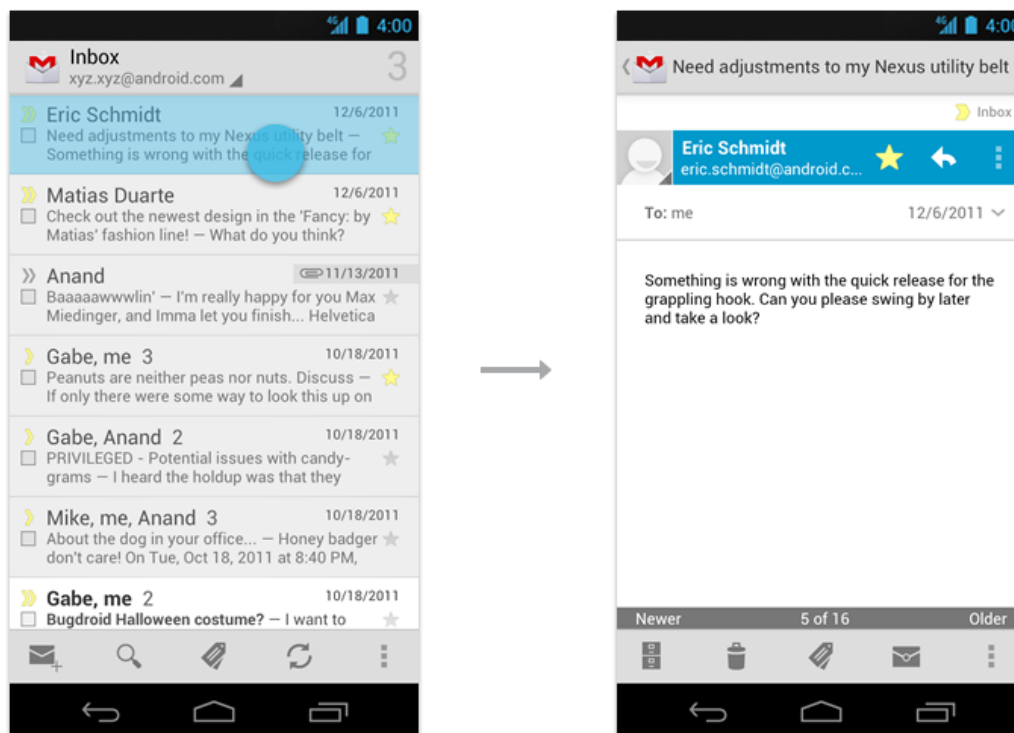 4G 4:00
Inbox
xyz.xyz@android.com
3
Eric Schmidt 12/6/2011
Need adjustments to my Nexus utility belt —
Something is wrong with the quick release for
Matias Duarte 12/6/2011
Check out the newest design in the 'Fancy: by
Matias' fashion line! — What do you think?
Anand 11/13/2011
Baaaaawwwlin' — I'm really happy for you Max
Miedinger, and Imma let you finish... Helvetica
Gabe, me 3 10/18/2011
Peanuts are neither peas nor nuts. Discuss —
If only there were some way to look this up on
Gabe, Anand 2 10/18/2011
PRIVILEGED - Potential issues with candy-
grams — I heard the holdup was that they
Mike, me, Anand 3 10/18/2011
About the dog in your office... — Honey badger
don't care! On Tue, Oct 18, 2011 at 8:40 PM,
Gabe, me 2 10/18/2011
Bugdroid Halloween costume? — I want to
4G 4:00
Need adjustments to my Nexus utility belt
Inbox
Eric Schmidt
eric.schmidt@android.c...
To: me 12/6/2011
Something is wrong with the quick release for the
grappling hook. Can you please swing by later
and take a look?
Newer 5 of 16 Older